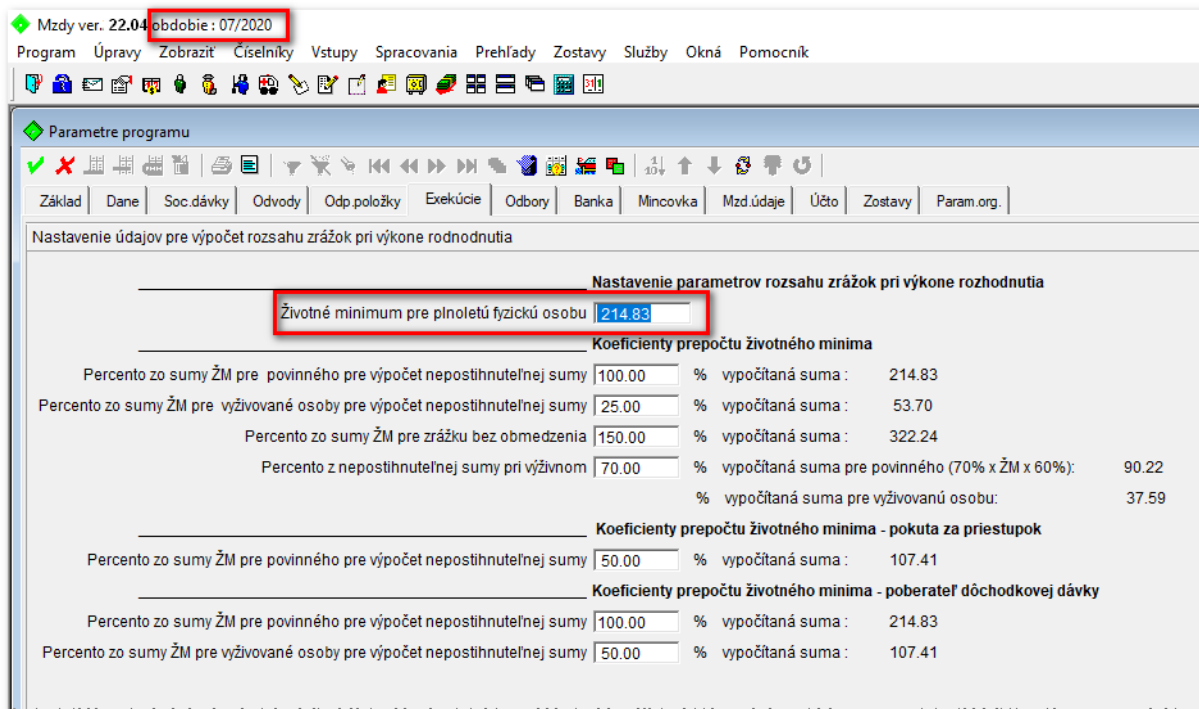 Mzdy ver.. 22.04 obdobie : 07/2020
Program Úpravy Zobraziť Číselníky Vstupy Spracovania Prehľady Zostavy Služby Okná Pomocník
Parametre programu
Základ Dane Soc.dávky Odvody Odp.položky Exekúcie Odbory Banka Mincovka Mzd.údaje Účto Zostavy Param.org.
Nastavenie údajov pre výpočet rozsahu zrážok pri výkone rodnodnutia
Nastavenie parametrov rozsahu zrážok pri výkone rozhodnutia
Životné minimum pre plnoletú fyzickú osobu 214.83
Koeficienty prepočtu životného minima
Percento zo sumy ŽM pre povinného pre výpočet nepostihnuteľnej sumy 100.00 % vypočítaná suma : 214.83
Percento zo sumy ŽM pre vyživované osoby pre výpočet nepostihnuteľnej sumy 25.00 % vypočítaná suma : 53.70
Percento zo sumy ŽM pre zrážku bez obmedzenia 150.00 % vypočítaná suma : 322.24
Percento z nepostihnuteľnej sumy pri výživnom 70.00 % vypočítaná suma pre povinného (70% x ŽM x 60%): 90.22
% vypočítaná suma pre vyživovanú osobu: 37.59
Koeficienty prepočtu životného minima - pokuta za priestupok
Percento zo sumy ŽM pre povinného pre výpočet nepostihnuteľnej sumy 50.00 % vypočítaná suma : 107.41
Koeficienty prepočtu životného minima - poberateľ dôchodkovej dávky
Percento zo sumy ŽM pre povinného pre výpočet nepostihnuteľnej sumy 100.00 % vypočítaná suma : 214.83
Percento zo sumy ŽM pre vyživované osoby pre výpočet nepostihnuteľnej sumy 50.00 % vypočítaná suma : 107.41